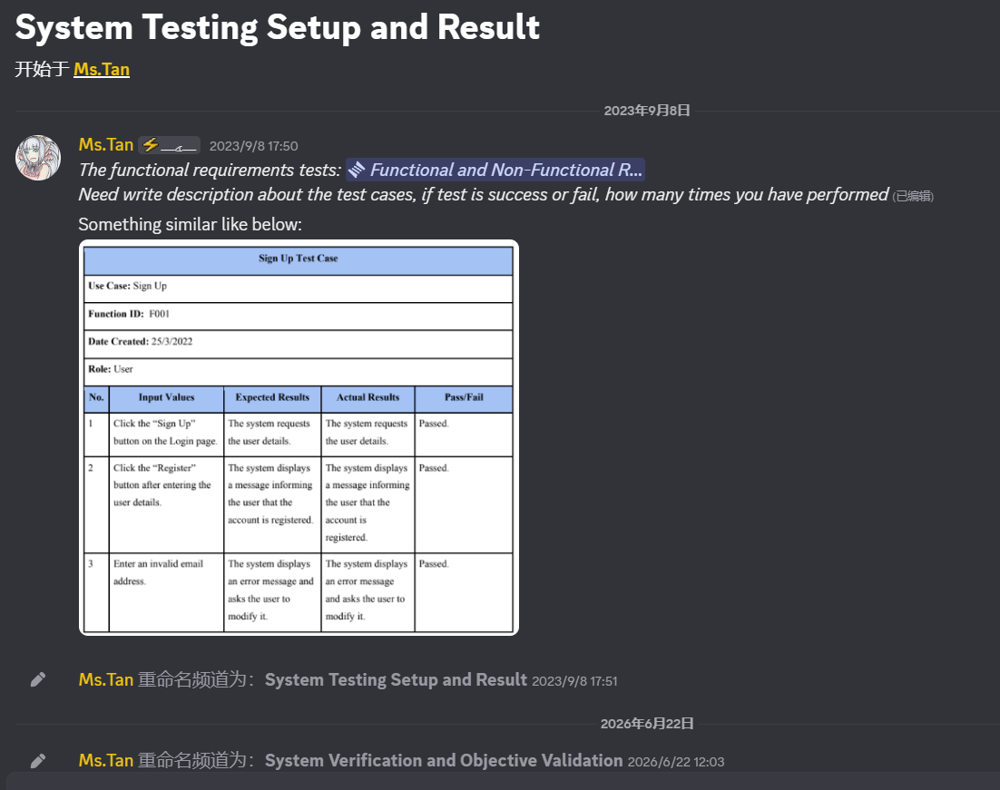 System Testing Setup and Result
开始于 Ms.Tan
2023年9月8日
Ms.Tan 2023/9/8 17:50
The functional requirements tests: Functional and Non-Functional R...
Need write description about the test cases, if test is success or fail, how many times you have performed (已编辑)
Something similar like below:
Sign Up Test Case
Use Case: Sign Up
Function ID: F001
Date Created: 25/3/2022
Role: User
No. Input Values Expected Results Actual Results Pass/Fail
1 Click the “Sign Up” The system requests The system requests Passed.
button on the Login page. the user details. the user details.
2 Click the “Register” The system displays The system displays Passed.
button after entering the a message informing a message informing
user details. the user that the the user that the
account is registered. account is
registered.
3 Enter an invalid email The system displays The system displays Passed.
address. an error message and an error message
asks the user to and asks the user to
modify it. modify it.
Ms.Tan 重命名频道为：System Testing Setup and Result 2023/9/8 17:51
2026年6月22日
Ms.Tan 重命名频道为：System Verification and Objective Validation 2026/6/22 12:03